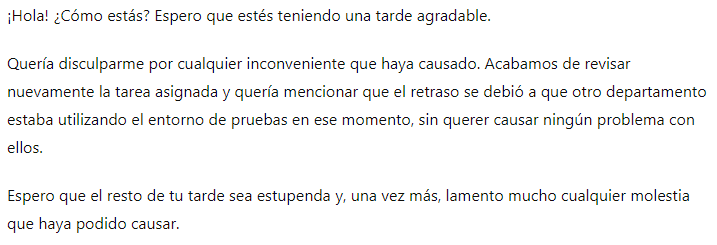 ¡Hola! ¿Cómo estás? Espero que estés teniendo una tarde agradable.
Quería disculparme por cualquier inconveniente que haya causado. Acabamos de revisar
nuevamente la tarea asignada y quería mencionar que el retraso se debió a que otro departamento
estaba utilizando el entorno de pruebas en ese momento, sin querer causar ningún problema con
ellos.
Espero que el resto de tu tarde sea estupenda y, una vez más, lamento mucho cualquier molestia
que haya podido causar.